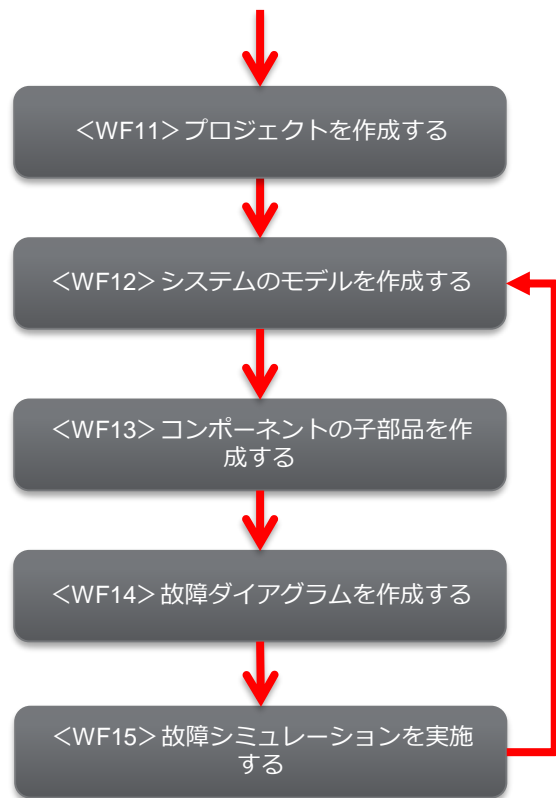 ＜WF11＞プロジェクトを作成する
＜WF12＞システムのモデルを作成する
＜WF13＞コンポーネントの子部品を作
成する
＜WF14＞故障ダイアグラムを作成する
＜WF15＞故障シミュレーションを実施
する